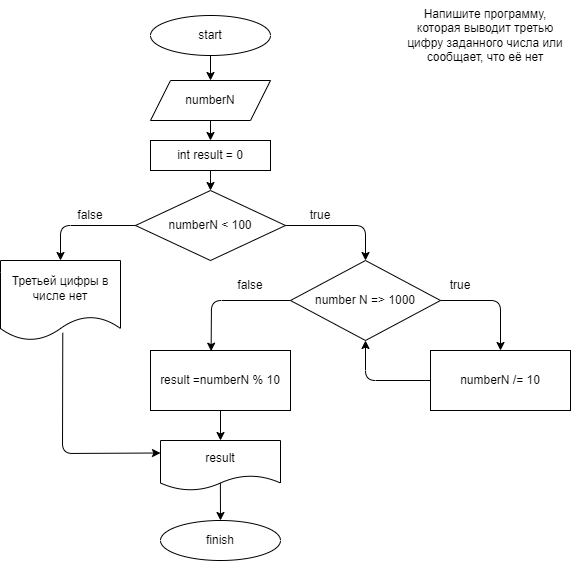 Напишите программу,
которая выводит третью
цифру заданного числа или
сообщает, что её нет
start
numberN
int result = 0
numberN < 100
false
true
Третьей цифры в
числе нет
number N => 1000
false
true
result =numberN % 10
numberN /= 10
result
finish